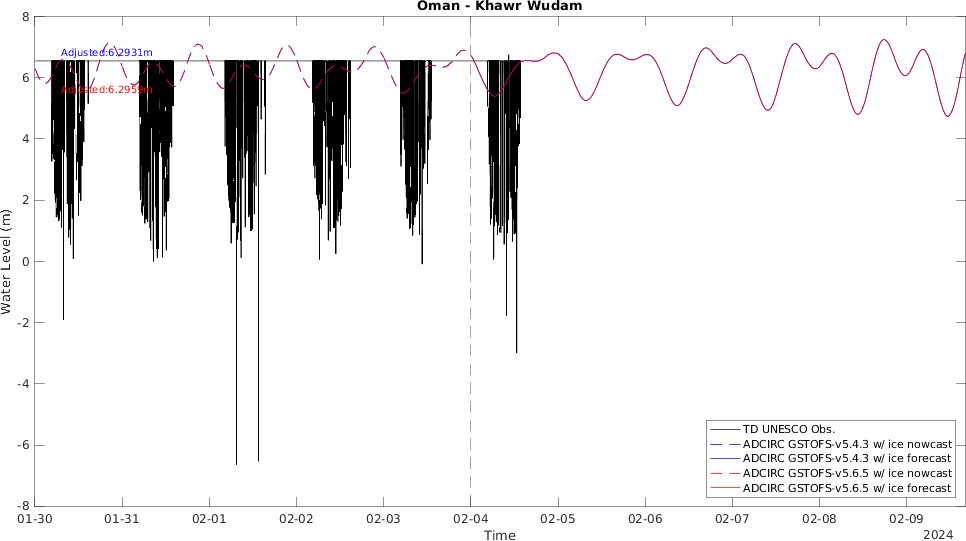 Oman - Khawr Wudam
8
6
4
2
0
-2
-4
-6
-8
Water Level (m)
Adjusted:6.2931m
Adjusted:6.2959m
TD UNESCO Obs.
ADCIRC GSTOFS-v5.4.3 w/ ice nowcast
ADCIRC GSTOFS-v5.4.3 w/ ice forecast
ADCIRC GSTOFS-v5.6.5 w/ ice nowcast
ADCIRC GSTOFS-v5.6.5 w/ ice forecast
01-30 01-31 02-01 02-02 02-03 02-04 02-05 02-06 02-07 02-08 02-09
Time
2024